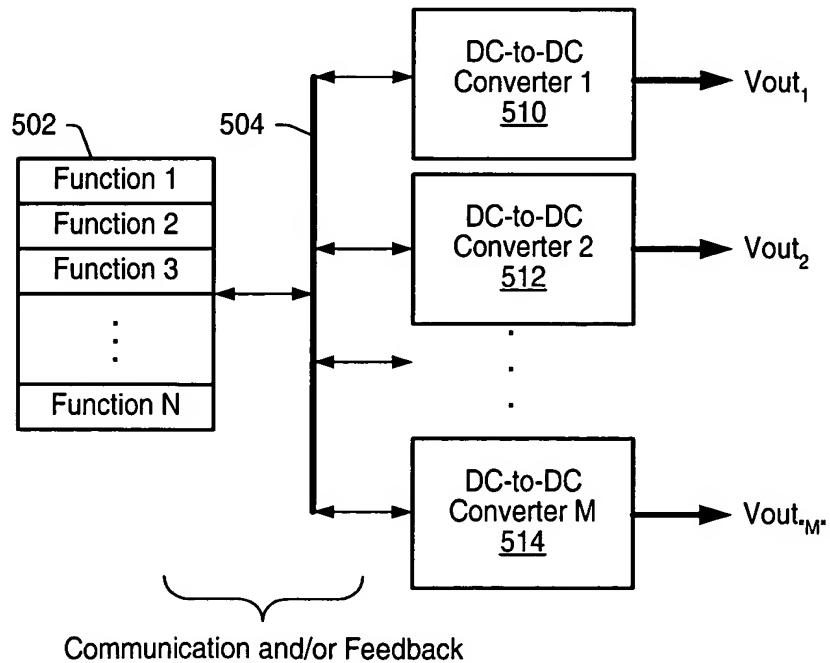 502
Function 1
Function 2
Function 3
Function N
504
DC-to-DC
Converter 1
510
Vout1
DC-to-DC
Converter 2
512
Vout2
DC-to-DC
Converter M
514
Vout"M"
Communication and/or Feedback